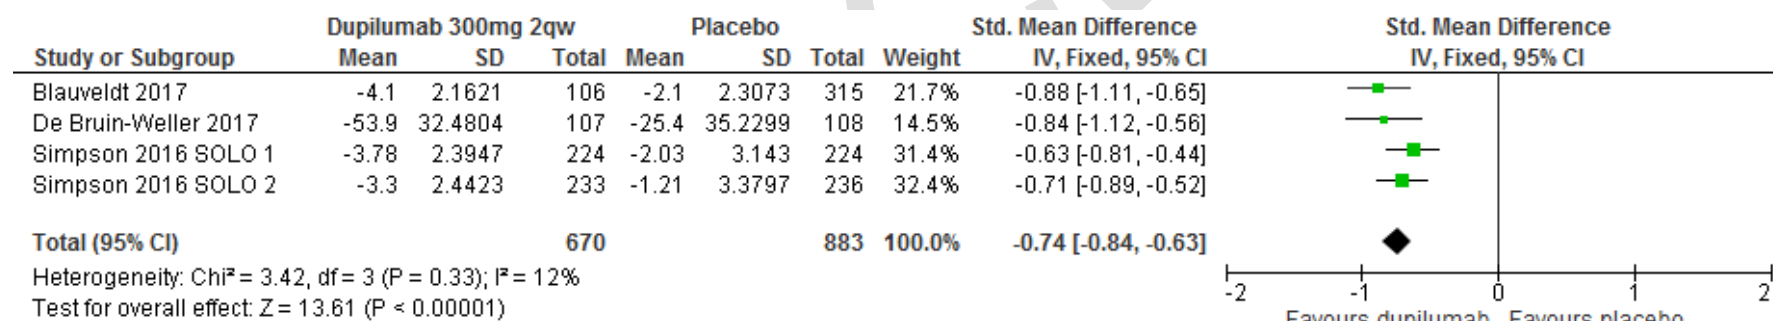 Dupilumab 300mg 2qw Placebo Std. Mean Difference Std. Mean Difference
Study or Subgroup Mean SD Total Mean SD Total Weight IV, Fixed, 95% CI IV, Fixed, 95% CI
Blauveldt 2017 -4.1 2.1621 106 -2.1 2.3073 315 21.7% -0.88 [-1.11, -0.65]
De Bruin-Weller 2017 -53.9 32.4804 107 -25.4 35.2299 108 14.5% -0.84 [-1.12, -0.56]
Simpson 2016 SOLO 1 -3.78 2.3947 224 -2.03 3.143 224 31.4% -0.63 [-0.81, -0.44]
Simpson 2016 SOLO 2 -3.3 2.4423 233 -1.21 3.3797 236 32.4% -0.71 [-0.89, -0.52]
Total (95% CI) 670 883 100.0% -0.74 [-0.84, -0.63]
Heterogeneity: Chi² = 3.42, df = 3 (P = 0.33); I² = 12%
Test for overall effect: Z = 13.61 (P < 0.00001)
-2 -1 0 1 2
Favours dupilumab Favours placebo